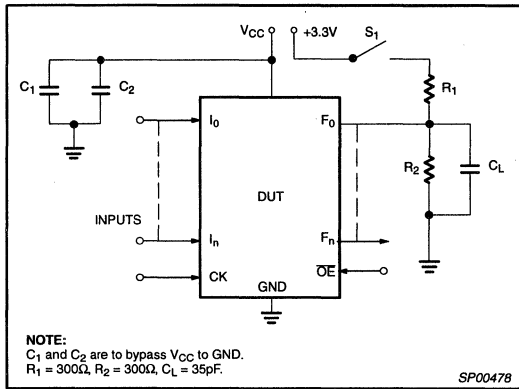 VCC +3.3V S1
C1 C2
R1
I0 F0
R2 CL
DUT
INPUTS
In Fn
CK OE
GND
NOTE:
C1 and C2 are to bypass VCC to GND.
R1 = 300Ω, R2 = 300Ω, CL = 35pF.
SP00478